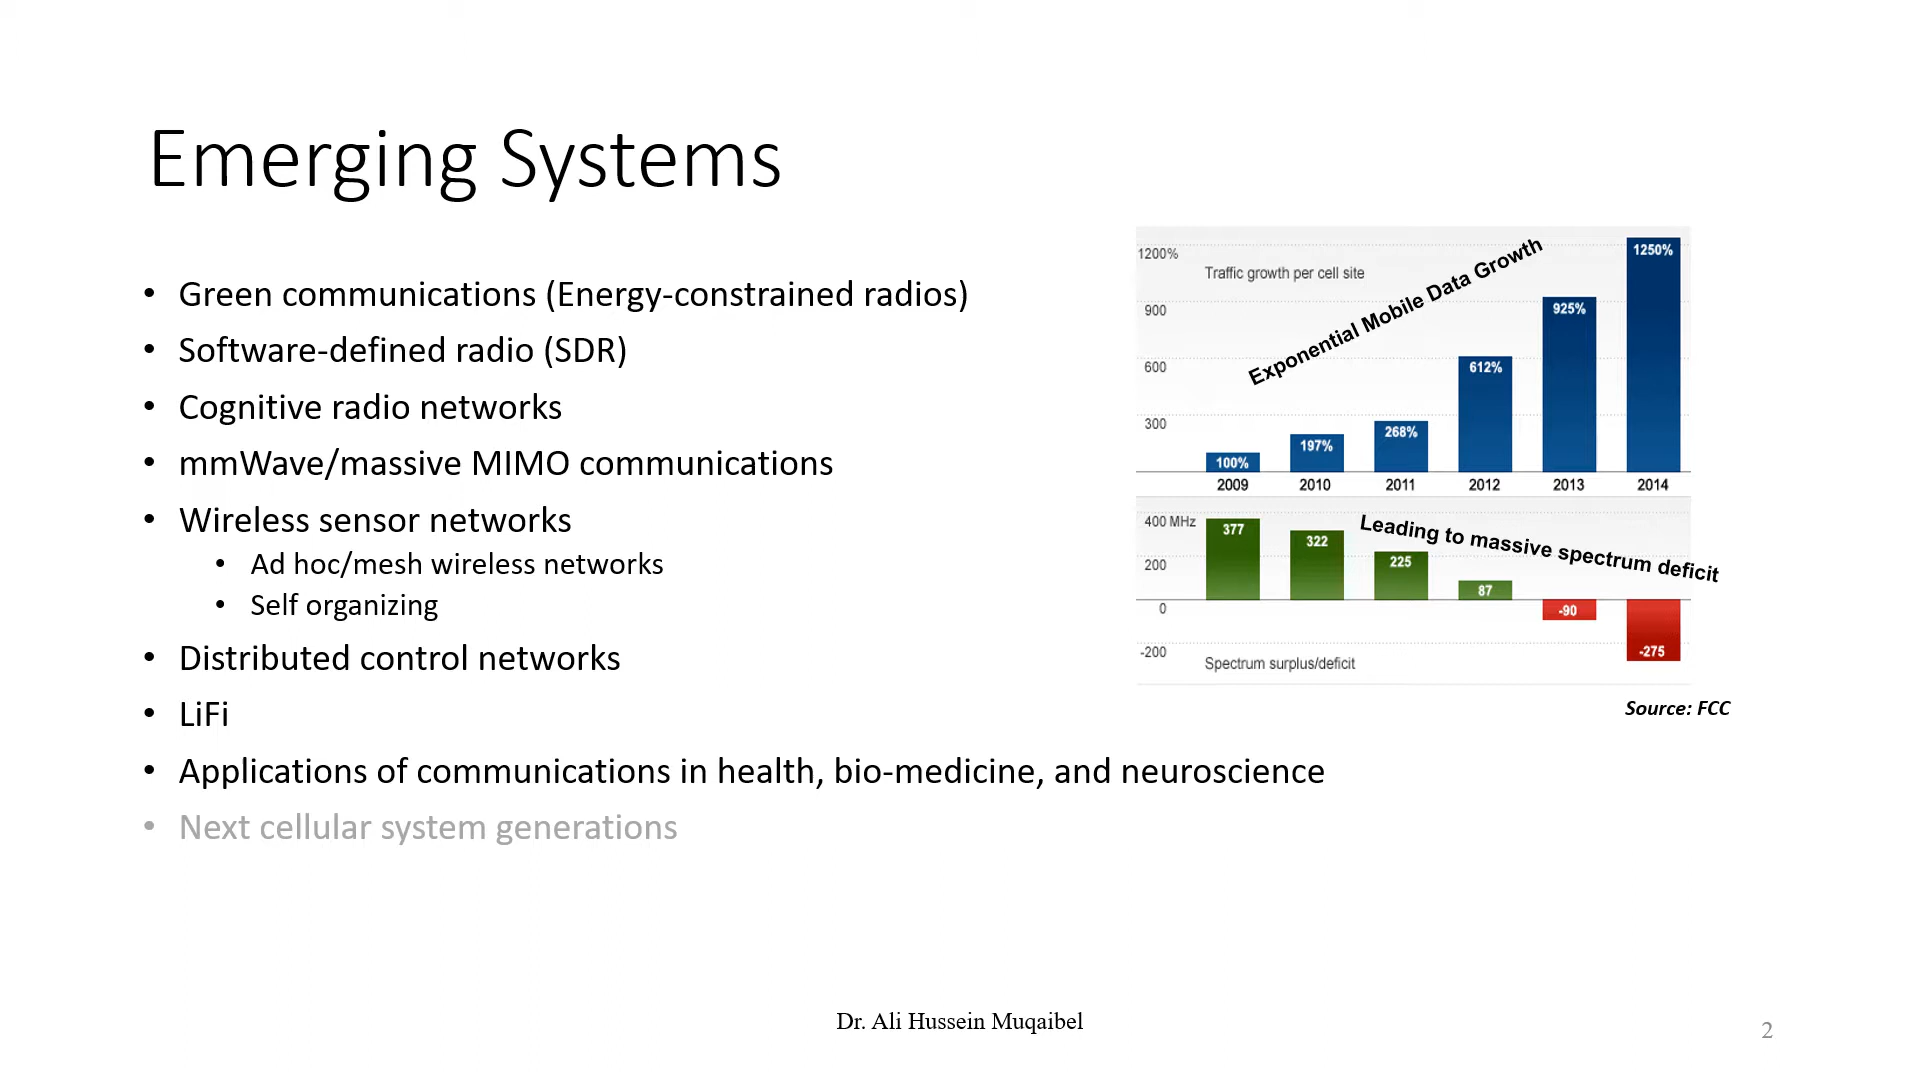 Emerging Systems
• Green communications (Energy-constrained radios)
• Software-defined radio (SDR)
• Cognitive radio networks
• mmWave/massive MIMO communications
• Wireless sensor networks
• Ad hoc/mesh wireless networks
• Self organizing
• Distributed control networks
• LiFi
• Applications of communications in health, bio-medicine, and neuroscience
• Next cellular system generations
1200%
900
600
300
Traffic growth per cell site
Exponential Mobile Data Growth
100%
197%
268%
612%
925%
1250%
2009
2010
2011
2012
2013
2014
400 MHz
200
0
-200
Leading to massive spectrum deficit
377
322
225
87
-90
-275
Spectrum surplus/deficit
Source: FCC
Dr. Ali Hussein Muqaibel
2